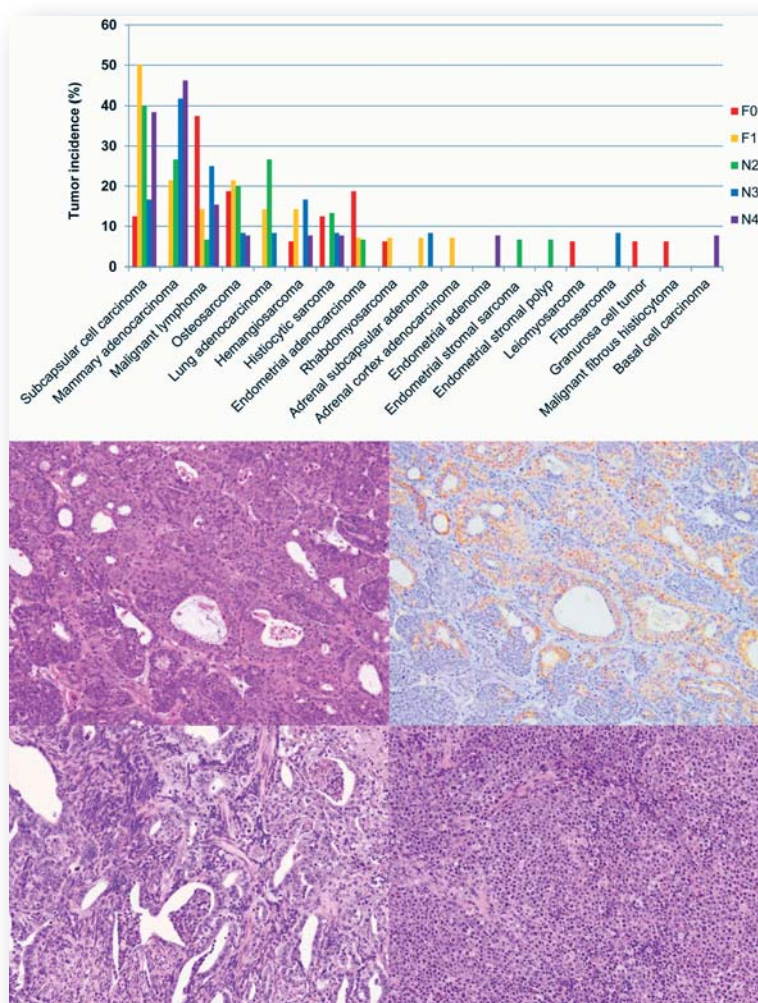 60
50
40
30
20
10
0
Tumor incidence (%)
F0
F1
N2
N3
N4
Subcapsular cell carcinoma
Mammary adenocarcinoma
Malignant lymphoma
Osteosarcoma
Lung adenocarcinoma
Hemangiosarcoma
Histiocytic sarcoma
Endometrial adenocarcinoma
Rhabdomyosarcoma
Adrenal subcapsular adenoma
Adrenal cortex adenocarcinoma
Endometrial adenoma
Endometrial stromal sarcoma
Endometrial stromal polyp
Leiomyosarcoma
Fibrosarcoma
Granurosa cell tumor
Malignant fibrous histiocytoma
Basal cell carcinoma